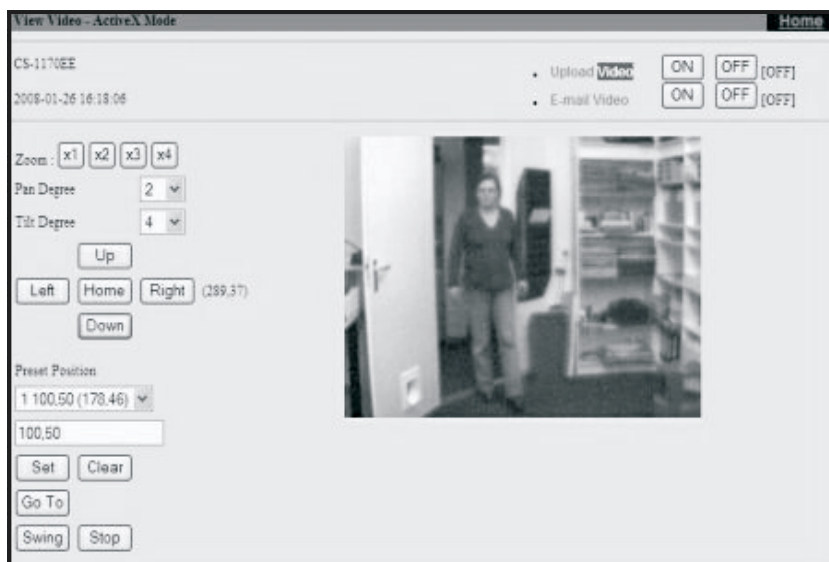 View Video - ActiveX Mode
Home
CS-1170EE
2008-01-26 16:18:06
Upload Video ON OFF [OFF]
E-mail Video ON OFF [OFF]
Zoom : x1 x2 x3 x4
Pan Degree 2
Tilt Degree 4
Up
Left Home Right (289,37)
Down
Preset Position
1 100,50 (178,46)
100,50
Set Clear
Go To
Swing Stop